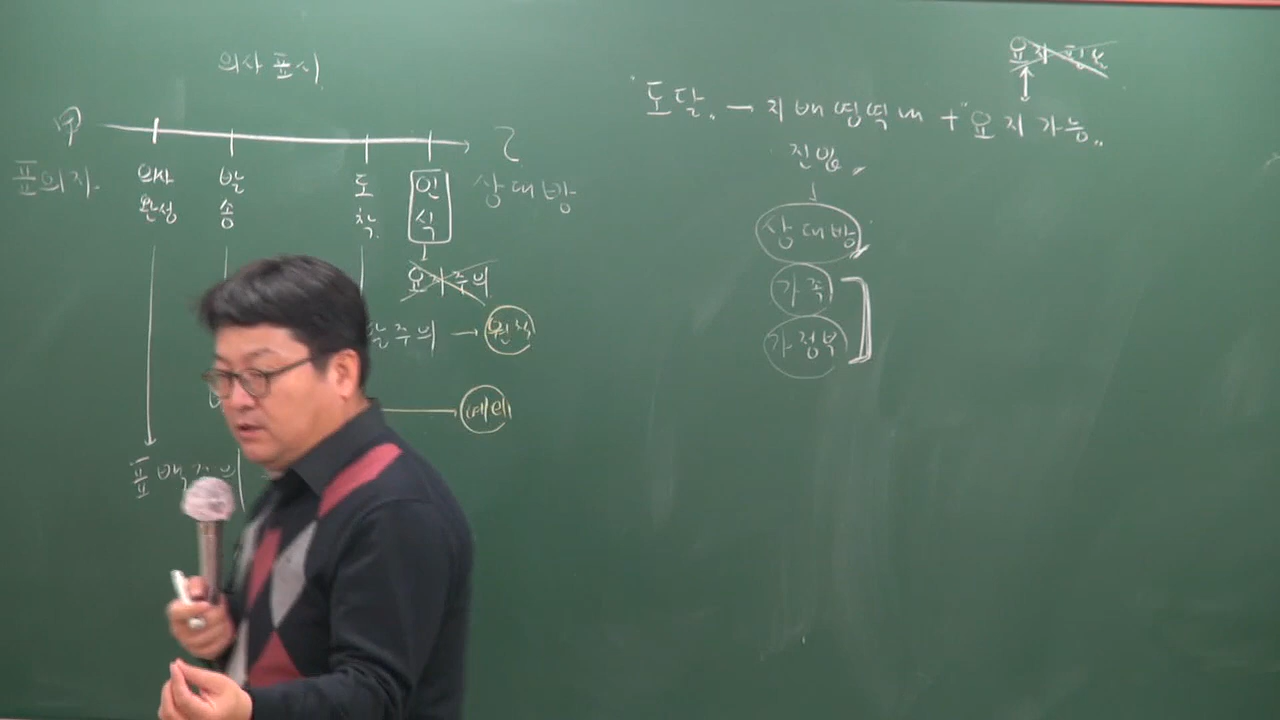 의사표시
甲
乙
표의자.
의사
완성
발
송
도
착.
인
식
상대방
요지주의
달주의 → 원칙
예외
표백주의
요지
"도달. → 지배영역내 + "요지가능."
진입.
↓
상대방
가족
가정부